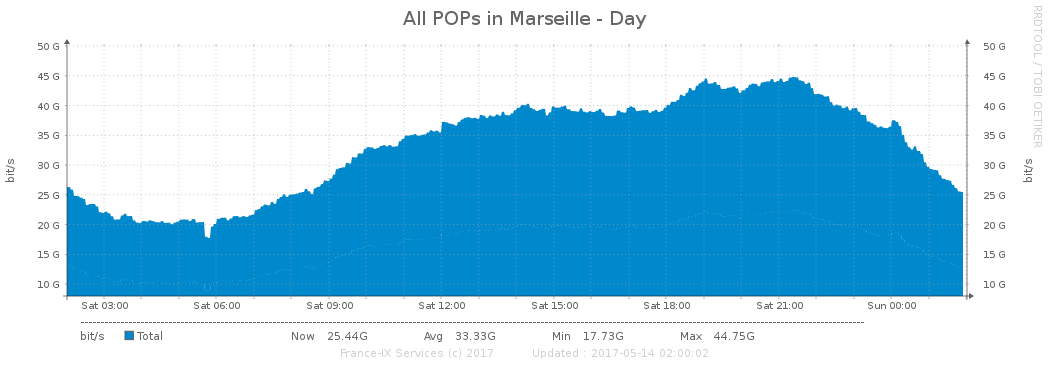 All POPs in Marseille - Day
RRDTOOL / TOBI OETIKER
50 G 50 G
45 G 45 G
40 G 40 G
35 G 35 G
30 G 30 G
25 G 25 G
20 G 20 G
15 G 15 G
10 G 10 G
bit/s bit/s
Sat 03:00 Sat 06:00 Sat 09:00 Sat 12:00 Sat 15:00 Sat 18:00 Sat 21:00 Sun 00:00
bit/s Total Now 25.44G Avg 33.33G Min 17.73G Max 44.75G
France-IX Services (c) 2017 Updated : 2017-05-14 02:00:02